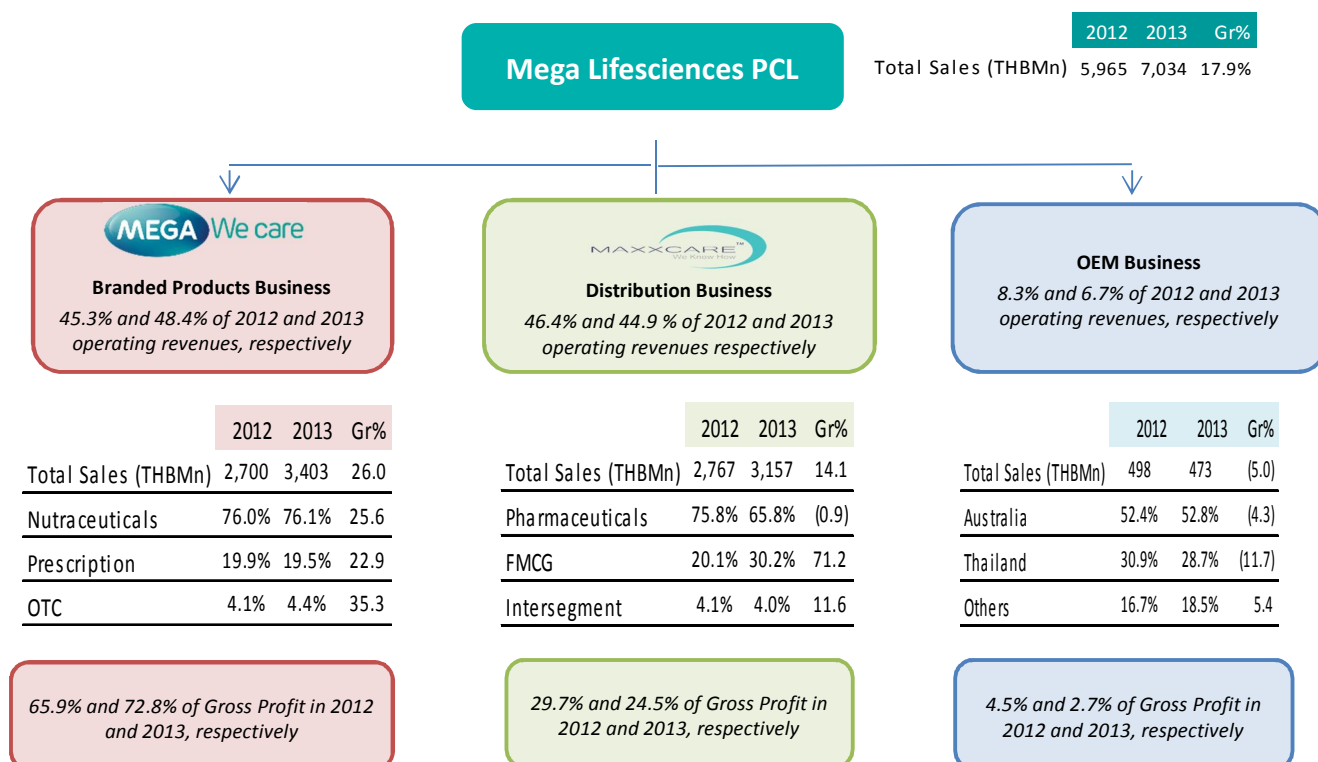 Mega Lifesciences PCL
2012 2013 Gr%
Total Sales (THBMn) 5,965 7,034 17.9%
MEGA We care
Branded Products Business
45.3% and 48.4% of 2012 and 2013
operating revenues, respectively
MAXXCARE™
We Know How
Distribution Business
46.4% and 44.9 % of 2012 and 2013
operating revenues respectively
OEM Business
8.3% and 6.7% of 2012 and 2013
operating revenues, respectively
2012 2013 Gr%
Total Sales (THBMn) 2,700 3,403 26.0
Nutraceuticals 76.0% 76.1% 25.6
Prescription 19.9% 19.5% 22.9
OTC 4.1% 4.4% 35.3
2012 2013 Gr%
Total Sales (THBMn) 2,767 3,157 14.1
Pharmaceuticals 75.8% 65.8% (0.9)
FMCG 20.1% 30.2% 71.2
Intersegment 4.1% 4.0% 11.6
2012 2013 Gr%
Total Sales (THBMn) 498 473 (5.0)
Australia 52.4% 52.8% (4.3)
Thailand 30.9% 28.7% (11.7)
Others 16.7% 18.5% 5.4
65.9% and 72.8% of Gross Profit in 2012
and 2013, respectively
29.7% and 24.5% of Gross Profit in
2012 and 2013, respectively
4.5% and 2.7% of Gross Profit in
2012 and 2013, respectively